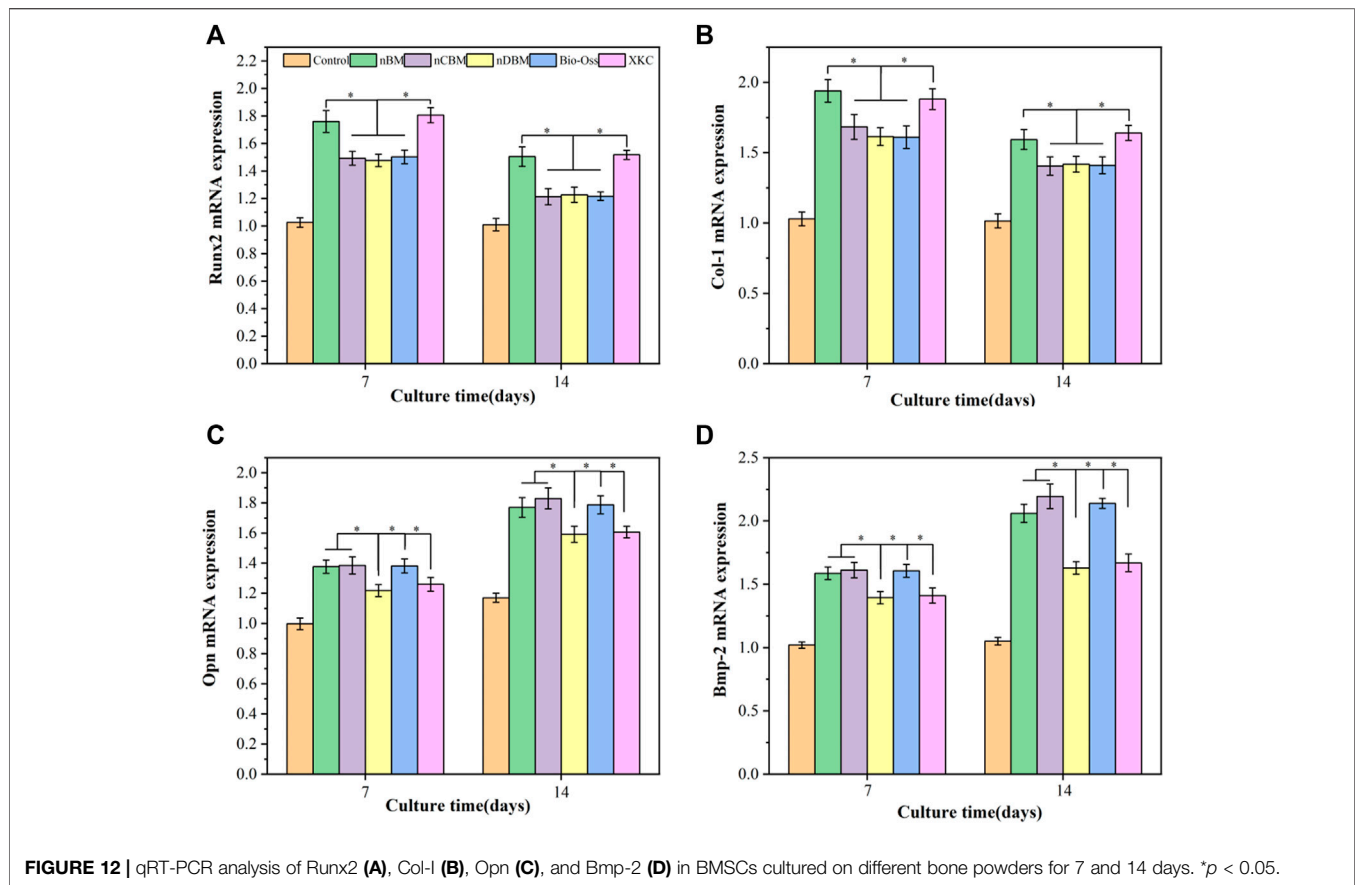 A
2.2
2.0
1.8
1.6
1.4
1.2
1.0
0.8
0.6
0.4
0.2
0.0
Runx2 mRNA expression
Control nBM nCBM nDBM Bio-Oss XKC
* *
* *
7 14
Culture time(days)
B
2.0
1.5
1.0
0.5
0.0
Col-1 mRNA expression
* *
* *
7 14
Culture time(days)
C
2.0
1.8
1.6
1.4
1.2
1.0
0.8
0.6
0.4
0.2
0.0
Opn mRNA expression
* * *
* * *
7 14
Culture time(days)
D
2.5
2.0
1.5
1.0
0.5
0.0
Bmp-2 mRNA expression
* * *
* * *
7 14
Culture time(days)
FIGURE 12 | qRT-PCR analysis of Runx2 (A), Col-I (B), Opn (C), and Bmp-2 (D) in BMSCs cultured on different bone powders for 7 and 14 days. *p < 0.05.